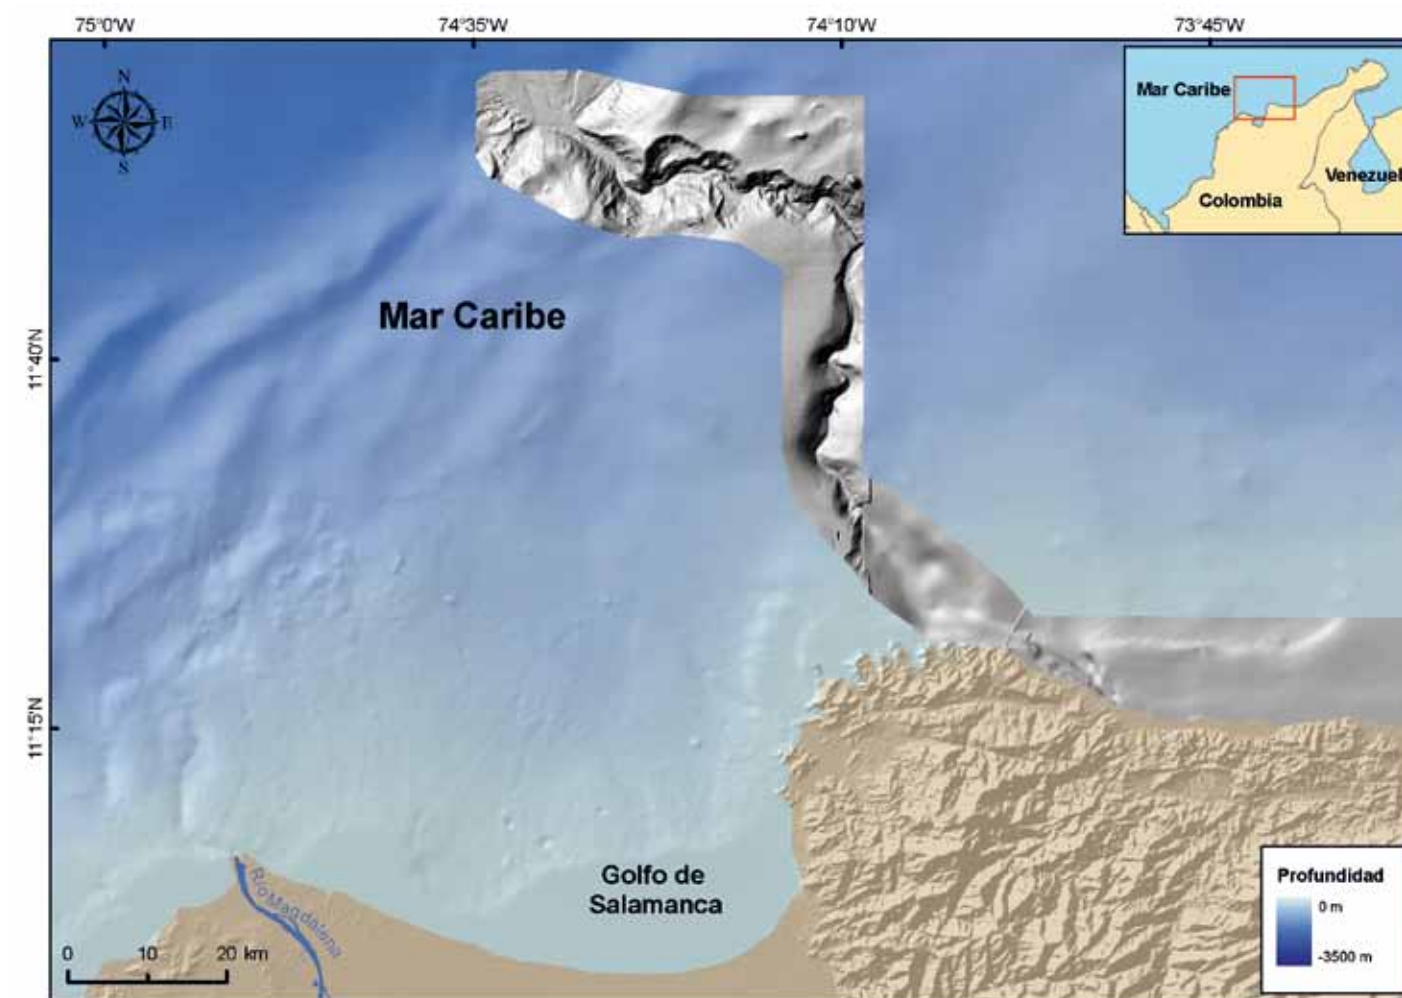 75°0'W 74°35'W 74°10'W 73°45'W
N
W E
S
Mar Caribe
Venezuel
Colombia
Mar Caribe
11°40'N
11°15'N
Golfo de
Salamanca
Río Magdalena
Profundidad
0 m
-3500 m
0 10 20 km